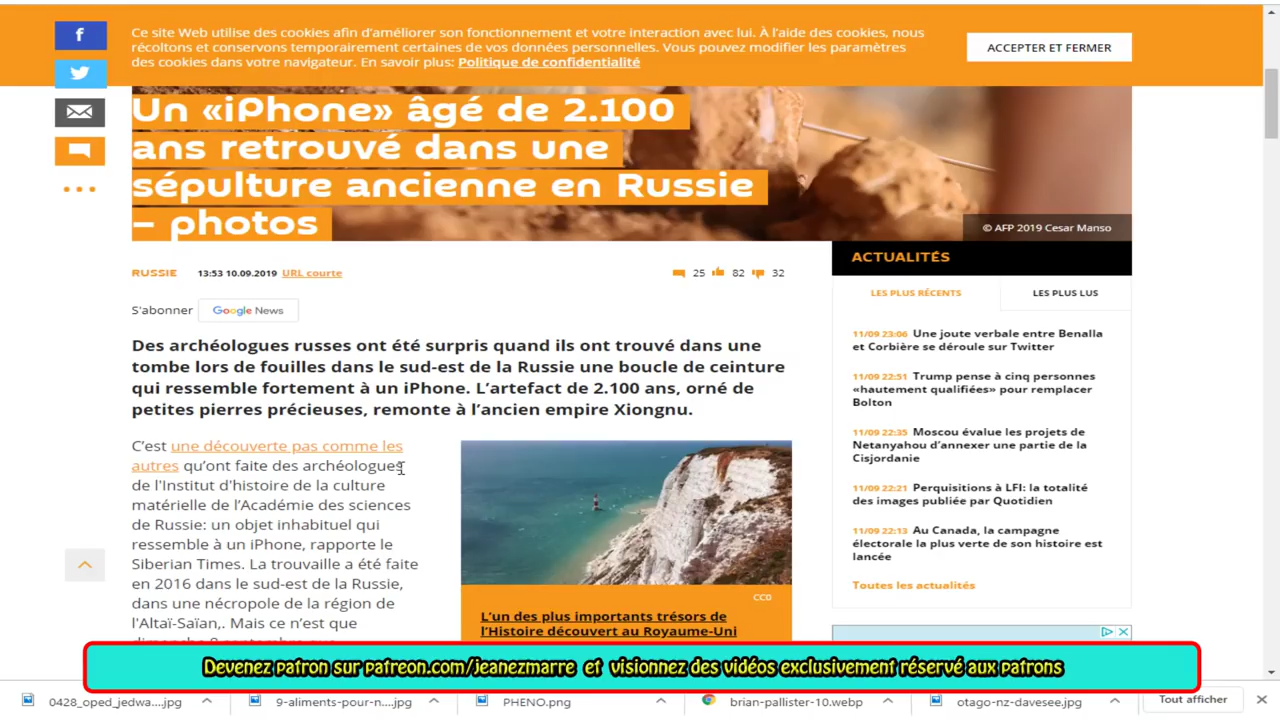 Ce site Web utilise des cookies afin d’améliorer son fonctionnement et votre interaction avec lui. À l’aide des cookies, nous
récoltons et conservons temporairement certaines de vos données personnelles. Vous pouvez modifier les paramètres
des cookies dans votre navigateur. En savoir plus: Politique de confidentialité
ACCEPTER ET FERMER
Un «iPhone» âgé de 2.100
ans retrouvé dans une
sépulture ancienne en Russie
– photos
© AFP 2019 Cesar Manso
RUSSIE 13:53 10.09.2019 URL courte
25 82 32
S'abonner Google News
Des archéologues russes ont été surpris quand ils ont trouvé dans une
tombe lors de fouilles dans le sud-est de la Russie une boucle de ceinture
qui ressemble fortement à un iPhone. L’artefact de 2.100 ans, orné de
petites pierres précieuses, remonte à l’ancien empire Xiongnu.
C’est une découverte pas comme les
autres qu’ont faite des archéologues
de l'Institut d'histoire de la culture
matérielle de l’Académie des sciences
de Russie: un objet inhabituel qui
ressemble à un iPhone, rapporte le
Siberian Times. La trouvaille a été faite
en 2016 dans le sud-est de la Russie,
dans une nécropole de la région de
l'Altaï-Saïan,. Mais ce n’est que
CC0
L’un des plus importants trésors de
l’Histoire découvert au Royaume-Uni
ACTUALITÉS
LES PLUS RÉCENTS LES PLUS LUS
11/09 23:06 Une joute verbale entre Benalla
et Corbière se déroule sur Twitter
11/09 22:51 Trump pense à cinq personnes
«hautement qualifiées» pour remplacer
Bolton
11/09 22:35 Moscou évalue les projets de
Netanyahou d’annexer une partie de la
Cisjordanie
11/09 22:21 Perquisitions à LFI: la totalité
des images publiée par Quotidien
11/09 22:13 Au Canada, la campagne
électorale la plus verte de son histoire est
lancée
Toutes les actualités
Devenez patron sur patreon.com/jeanezmarre et visionnez des vidéos exclusivement réservé aux patrons
0428_oped_jedwa....jpg 9-aliments-pour-n....jpg PHENO.png brian-pallister-10.webp otago-nz-davesee.jpg Tout afficher